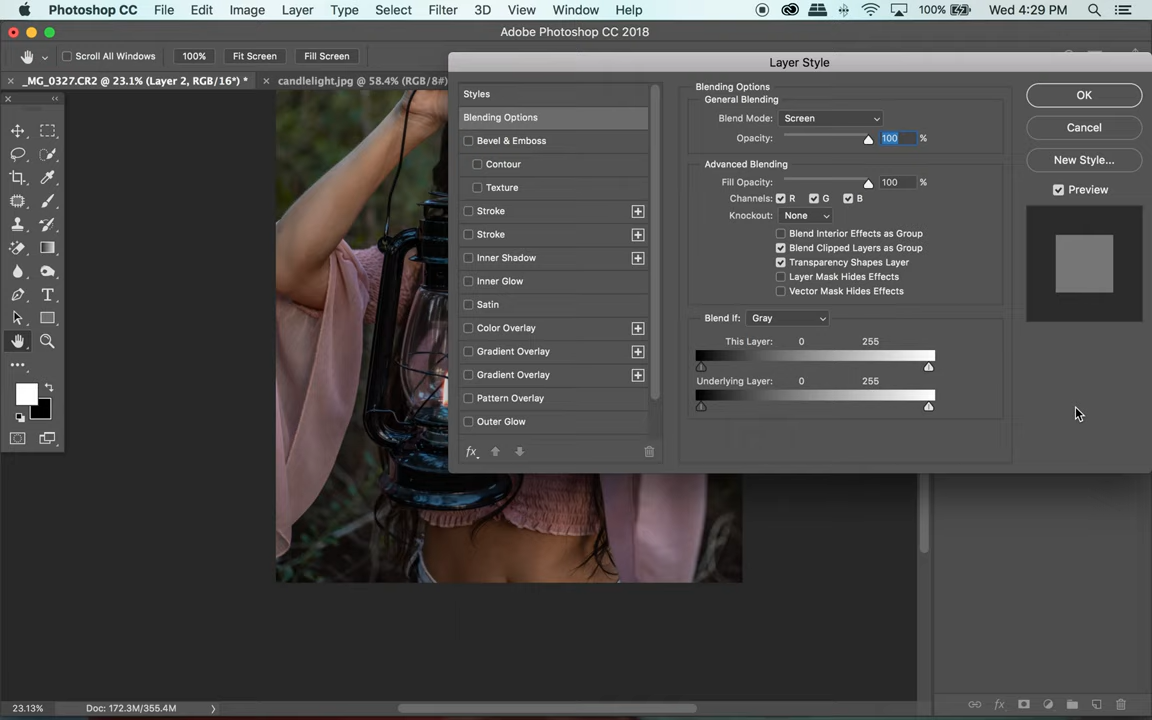 Photoshop CC File Edit Image Layer Type Select Filter 3D View Window Help 100% Wed 4:29 PM
Adobe Photoshop CC 2018
Scroll All Windows 100% Fit Screen Fill Screen
_MG_0327.CR2 @ 23.1% (Layer 2, RGB/16*) * candlelight.jpg @ 58.4% (RGB/8#)
Layer Style
Styles
Blending Options
Bevel & Emboss
Contour
Texture
Stroke
Stroke
Inner Shadow
Inner Glow
Satin
Color Overlay
Gradient Overlay
Gradient Overlay
Pattern Overlay
Outer Glow
fx
Blending Options
General Blending
Blend Mode: Screen
Opacity: 100 %
Advanced Blending
Fill Opacity: 100 %
Channels: R G B
Knockout: None
Blend Interior Effects as Group
Blend Clipped Layers as Group
Transparency Shapes Layer
Layer Mask Hides Effects
Vector Mask Hides Effects
Blend If: Gray
This Layer: 0 255
Underlying Layer: 0 255
OK
Cancel
New Style...
Preview
23.13% Doc: 172.3M/355.4M
fx